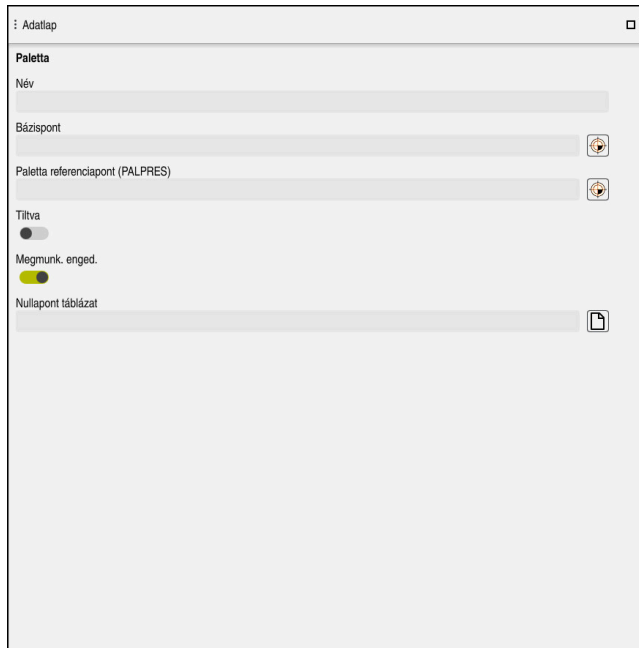 Adatlap
Paletta
Név
Bázispont
Paletta referenciapont (PALPRES)
Tiltva
Megmunk. enged.
Nullapont táblázat